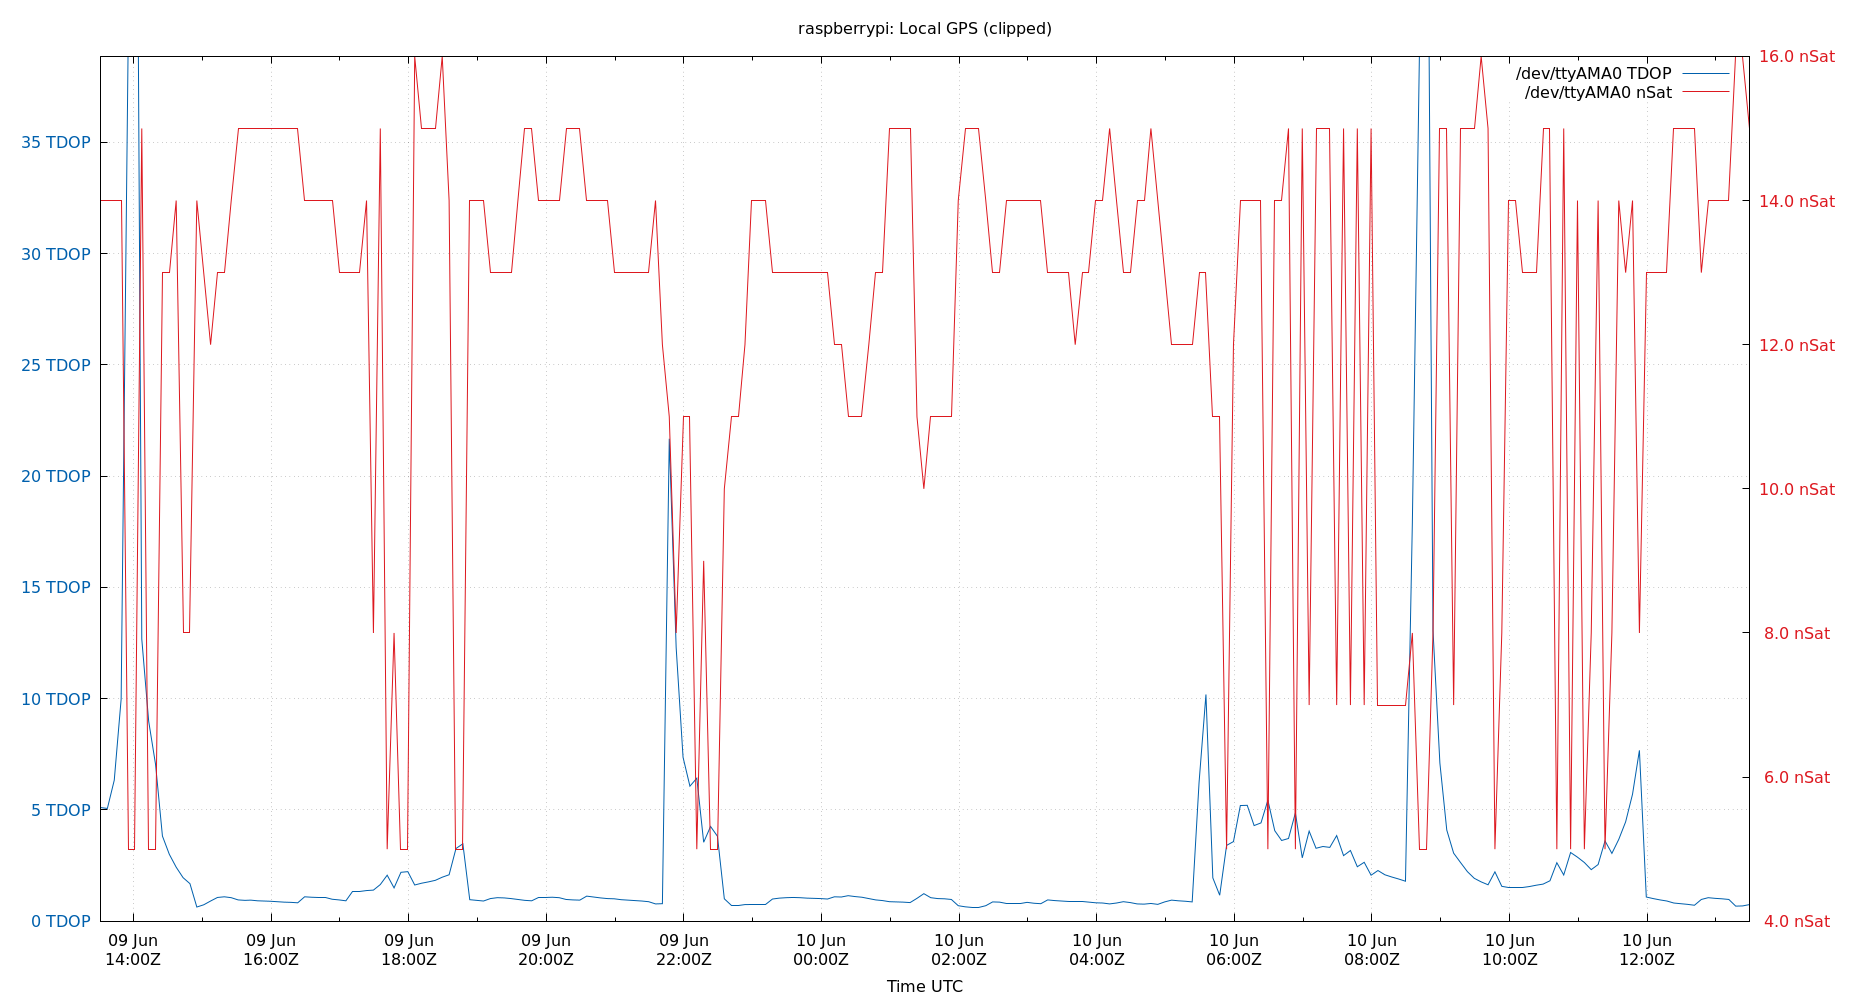 raspberrypi: Local GPS (clipped)
/dev/ttyAMA0 TDOP
/dev/ttyAMA0 nSat
35 TDOP
30 TDOP
25 TDOP
20 TDOP
15 TDOP
10 TDOP
5 TDOP
0 TDOP
16.0 nSat
14.0 nSat
12.0 nSat
10.0 nSat
8.0 nSat
6.0 nSat
4.0 nSat
09 Jun
14:00Z
09 Jun
16:00Z
09 Jun
18:00Z
09 Jun
20:00Z
09 Jun
22:00Z
10 Jun
00:00Z
10 Jun
02:00Z
10 Jun
04:00Z
10 Jun
06:00Z
10 Jun
08:00Z
10 Jun
10:00Z
10 Jun
12:00Z
Time UTC